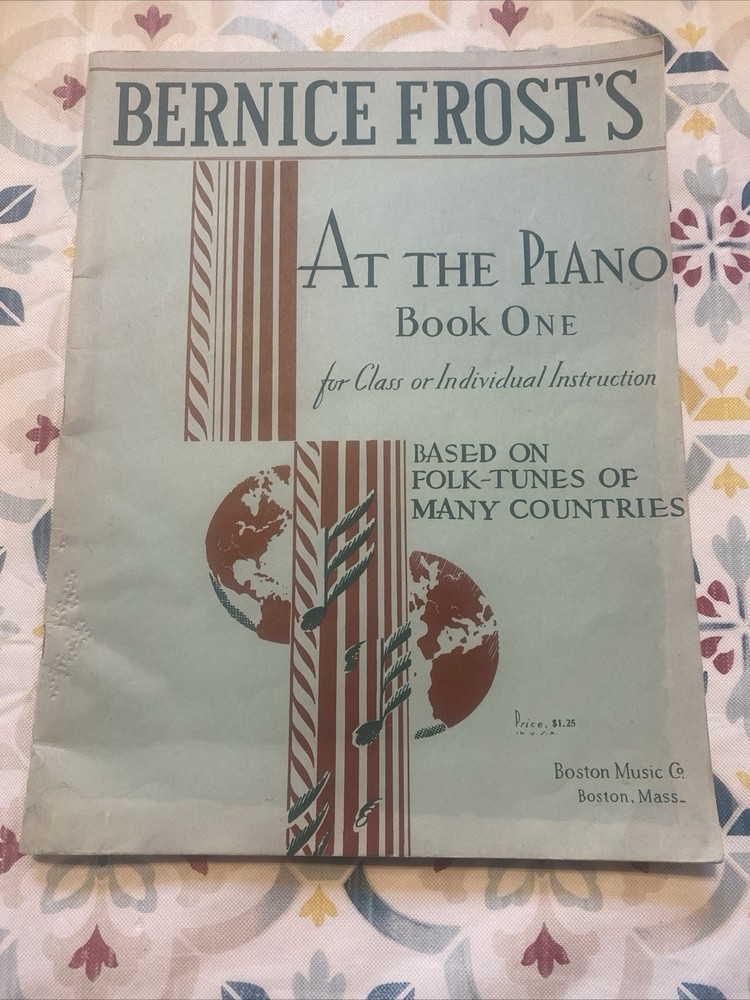 BERNICE FROST'S
AT THE PIANO
Book ONE
for Class or Individual Instruction
BASED ON
FOLK-TUNES OF
MANY COUNTRIES
Price, $1.25
IN U.S.A.
Boston Music Co.
Boston, Mass.